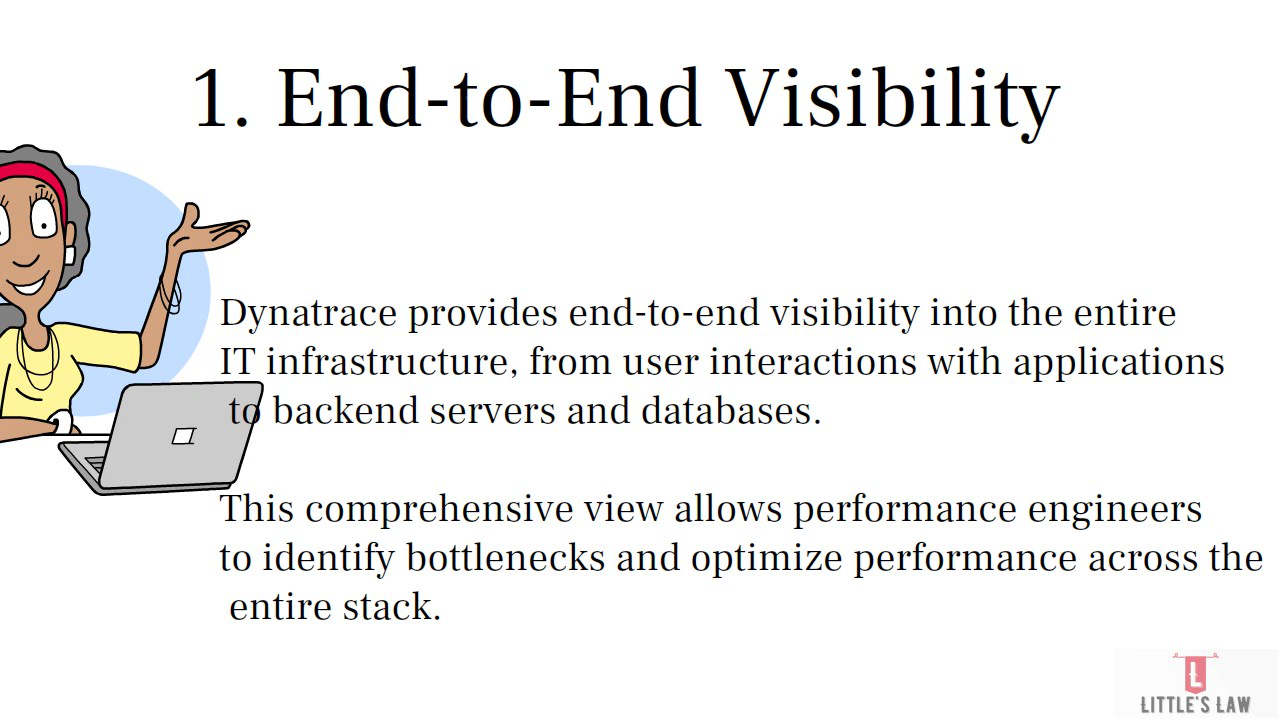 1. End-to-End Visibility
Dynatrace provides end-to-end visibility into the entire
IT infrastructure, from user interactions with applications
to backend servers and databases.
This comprehensive view allows performance engineers
to identify bottlenecks and optimize performance across the
entire stack.
L
LITTLE'S LAW